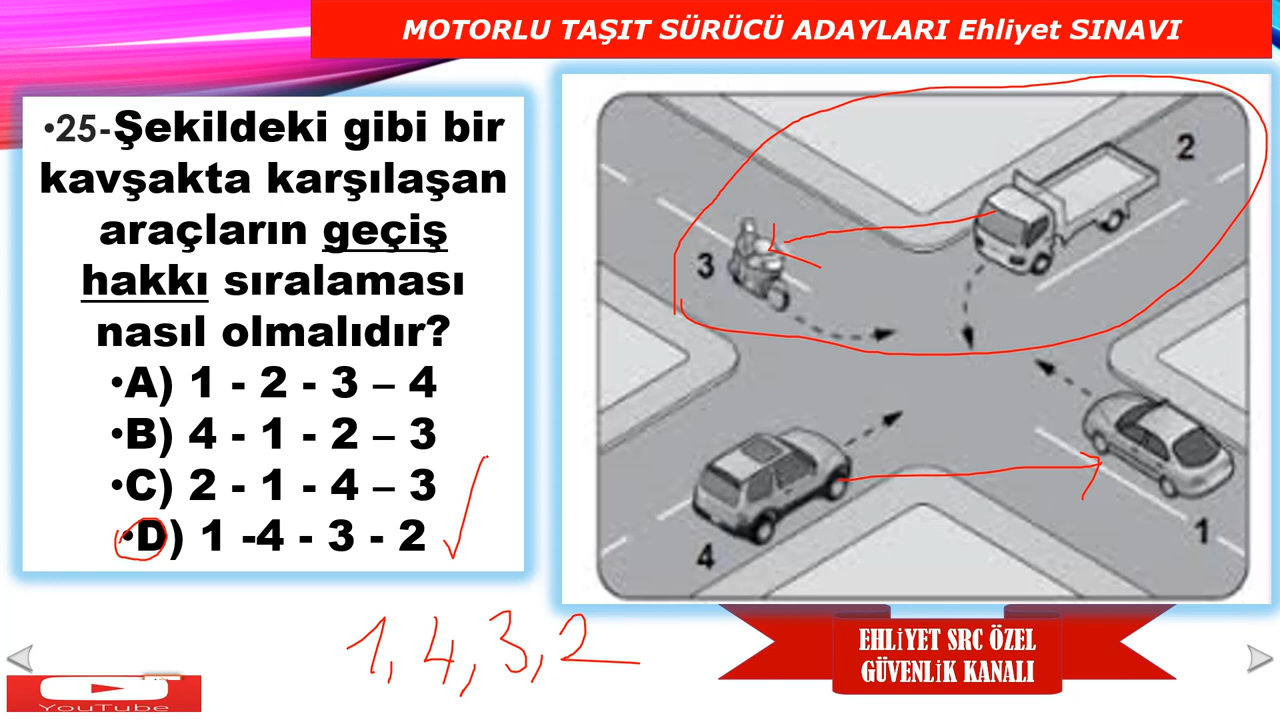 MOTORLU TAŞIT SÜRÜCÜ ADAYLARI Ehliyet SINAVI
•25-Şekildeki gibi bir
kavşakta karşılaşan
araçların geçiş
hakkı sıralaması
nasıl olmalıdır?
•A) 1 - 2 - 3 – 4
•B) 4 - 1 - 2 – 3
•C) 2 - 1 - 4 – 3
•D) 1 -4 - 3 - 2
2
3
1
4
1, 4, 3, 2
EHLİYET SRC ÖZEL
GÜVENLİK KANALI
YouTube